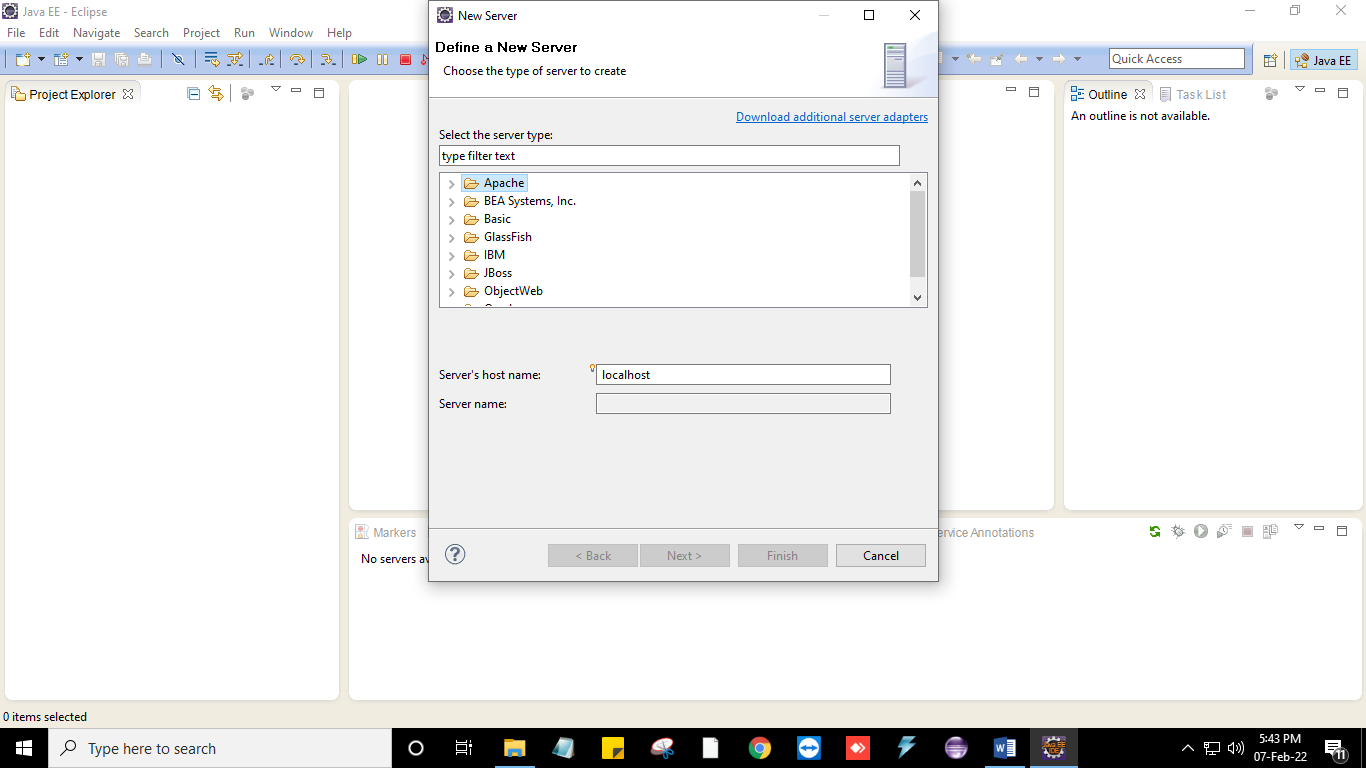 Java EE - Eclipse
File Edit Navigate Search Project Run Window Help
Quick Access
Java EE
Project Explorer
New Server
Define a New Server
Choose the type of server to create
Download additional server adapters
Select the server type:
type filter text
Apache
BEA Systems, Inc.
Basic
GlassFish
IBM
JBoss
ObjectWeb
Server's host name:
localhost
Server name:
? < Back Next > Finish Cancel
Outline Task List
An outline is not available.
Markers
ervice Annotations
No servers av
0 items selected
Type here to search
5:43 PM
07-Feb-22
11